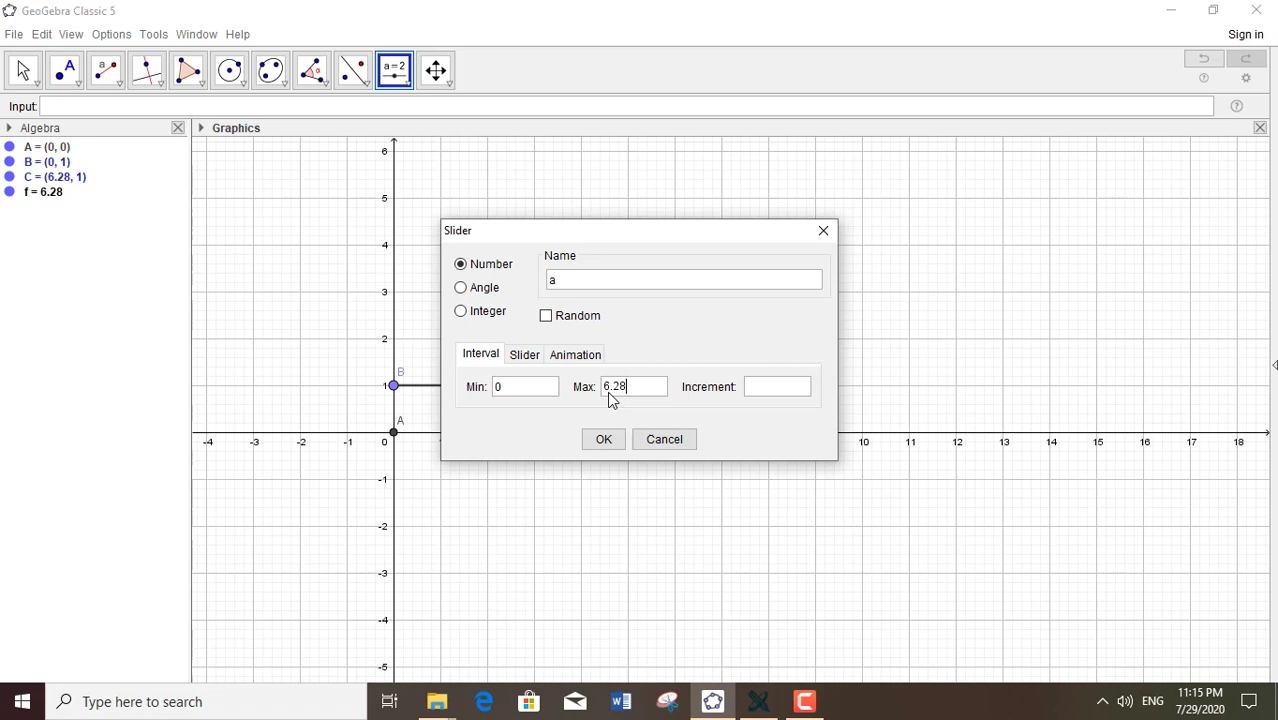 GeoGebra Classic 5
File Edit View Options Tools Window Help
Sign in
a=2
Input:
Algebra
Graphics
A = (0, 0)
B = (0, 1)
C = (6.28, 1)
f = 6.28
6
5
4
3
2
1
B
A
-4 -3 -2 -1 0 10 11 12 13 14 15 16 17 18
-1
-2
-3
-4
-5
Slider
Number
Angle
Integer
Name
a
Random
Interval Slider Animation
Min: 0 Max: 6.28 Increment:
OK Cancel
Type here to search
ENG
11:15 PM
7/29/2020